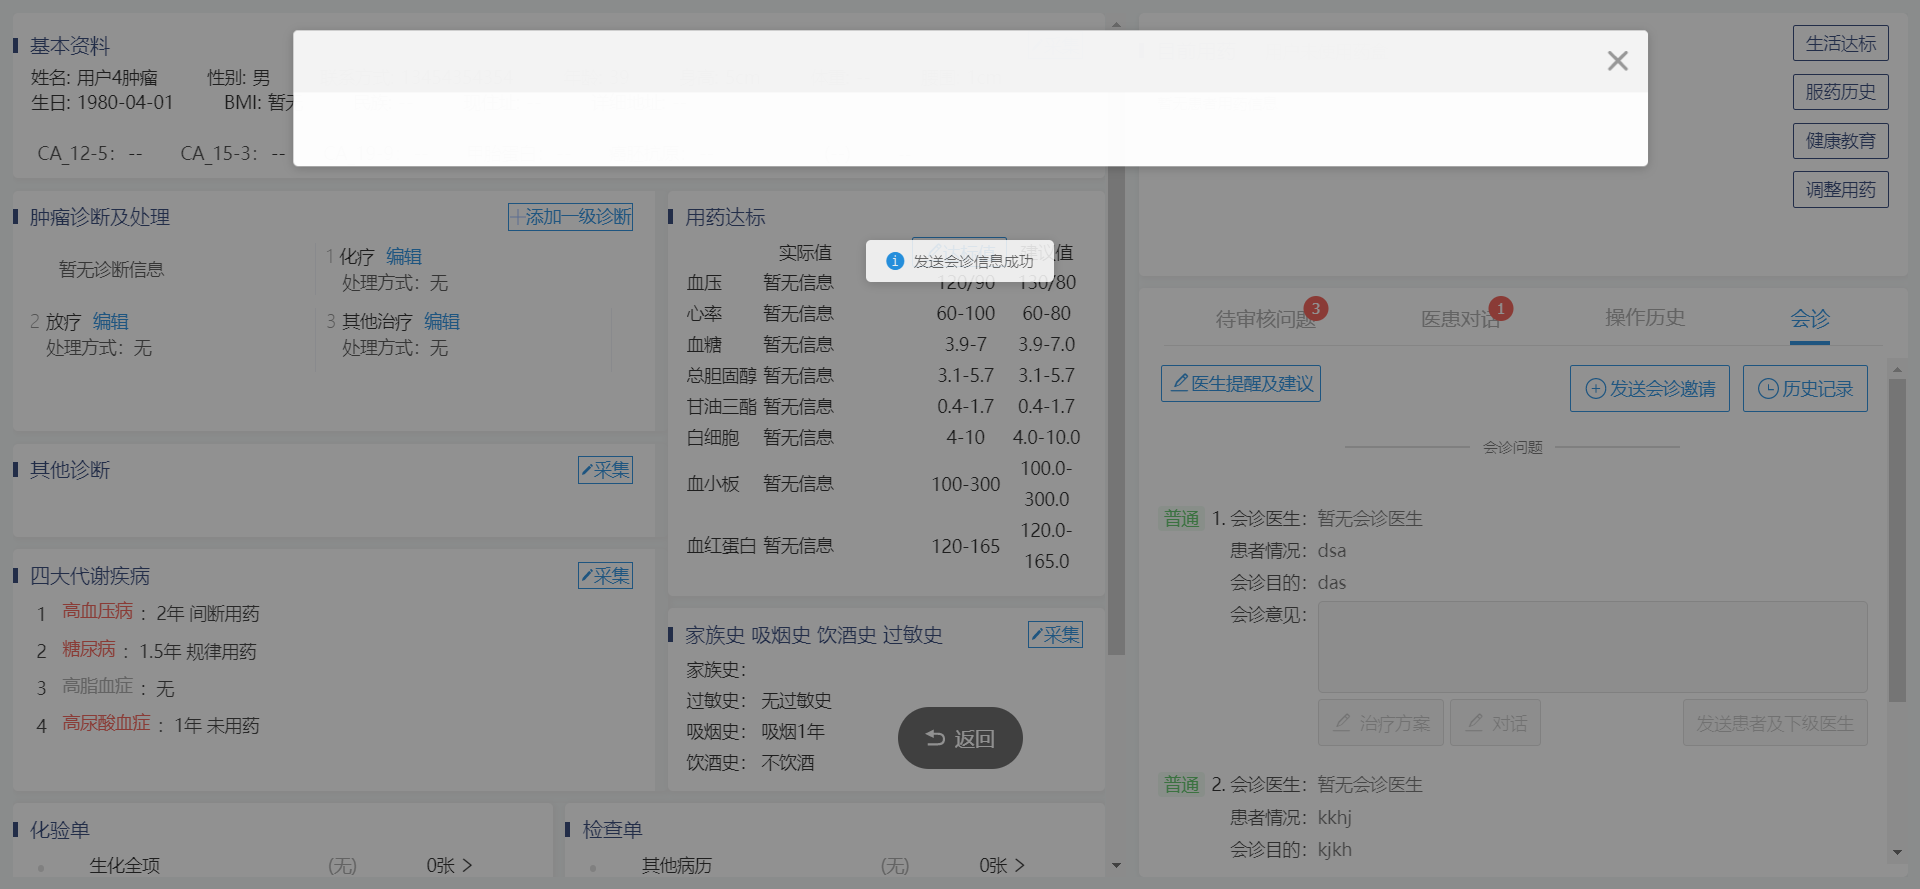 基本资料
姓名: 用户4肿瘤 性别: 男
生日: 1980-04-01 BMI: 暂
CA_12-5: -- CA_15-3: --
肿瘤诊断及处理 添加一级诊断
暂无诊断信息
1 化疗 编辑
处理方式: 无
2 放疗 编辑
处理方式: 无
3 其他治疗 编辑
处理方式: 无
其他诊断 采集
四大代谢疾病 采集
1 高血压病 : 2年 间断用药
2 糖尿病 : 1.5年 规律用药
3 高脂血症 : 无
4 高尿酸血症 : 1年 未用药
用药达标
实际值 达标值 建议值
血压 暂无信息 120/90 130/80
心率 暂无信息 60-100 60-80
血糖 暂无信息 3.9-7 3.9-7.0
总胆固醇 暂无信息 3.1-5.7 3.1-5.7
甘油三酯 暂无信息 0.4-1.7 0.4-1.7
白细胞 暂无信息 4-10 4.0-10.0
血小板 暂无信息 100-300 100.0-
300.0
血红蛋白 暂无信息 120-165 120.0-
165.0
发送会诊信息成功
家族史 吸烟史 饮酒史 过敏史 采集
家族史:
过敏史: 无过敏史
吸烟史: 吸烟1年
饮酒史: 不饮酒
返回
化验单
生化全项 (无) 0张
检查单
其他病历 (无) 0张
生活达标
服药历史
健康教育
调整用药
待审核问题 3 医患对话 1 操作历史 会诊
医生提醒及建议 发送会诊邀请 历史记录
会诊问题
普通 1. 会诊医生: 暂无会诊医生
患者情况: dsa
会诊目的: das
会诊意见:
治疗方案 对话 发送患者及下级医生
普通 2. 会诊医生: 暂无会诊医生
患者情况: kkhj
会诊目的: kjkh